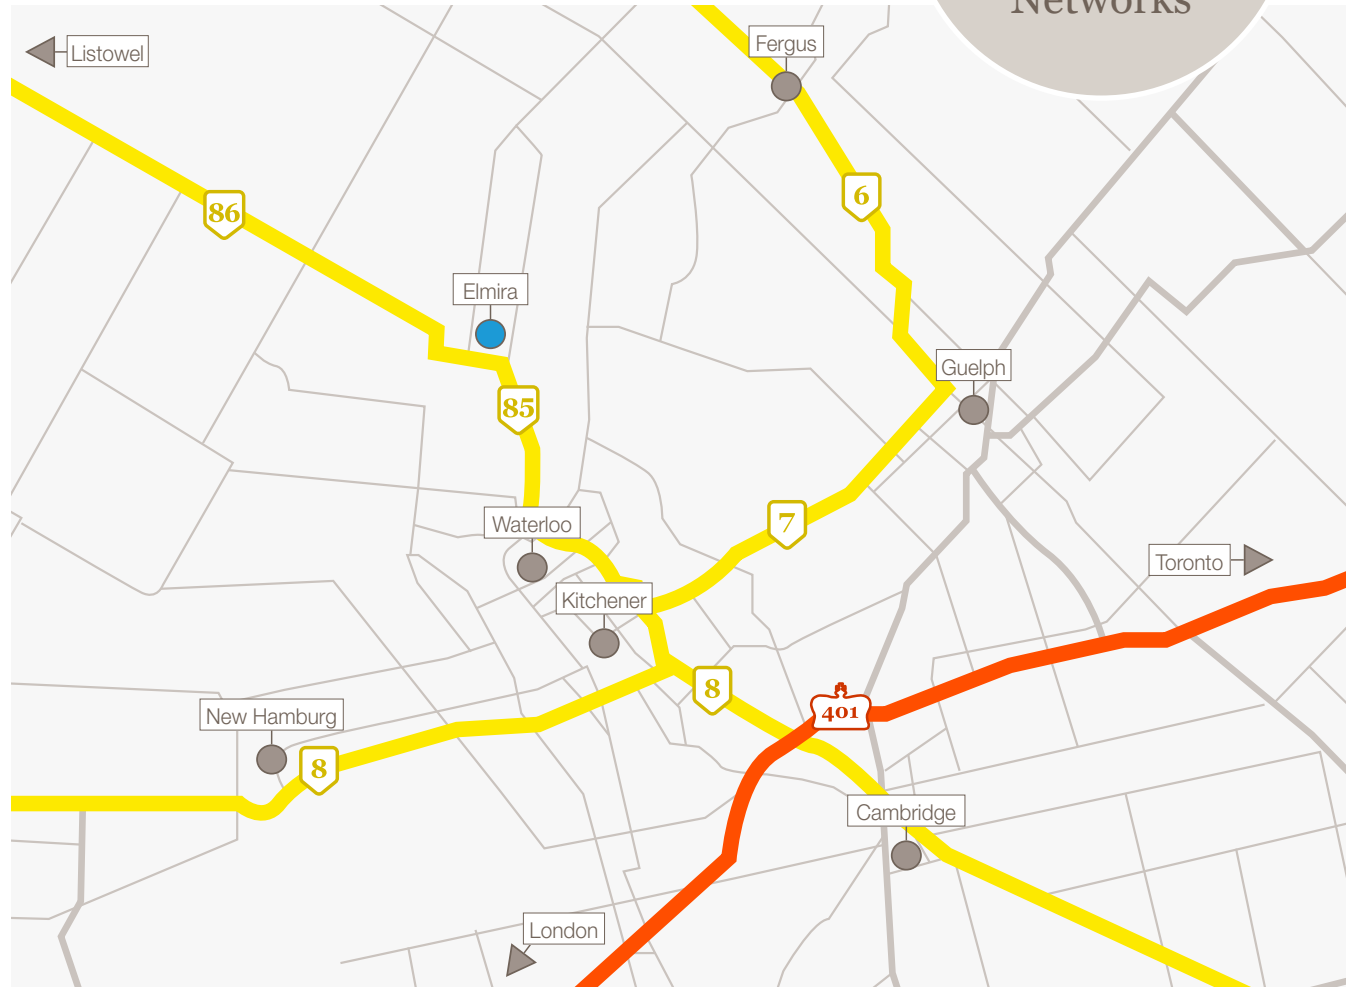 Networks
Fergus
Listowel
6
86
Elmira
Guelph
85
Waterloo
7
Toronto
Kitchener
8
401
New Hamburg
8
Cambridge
London